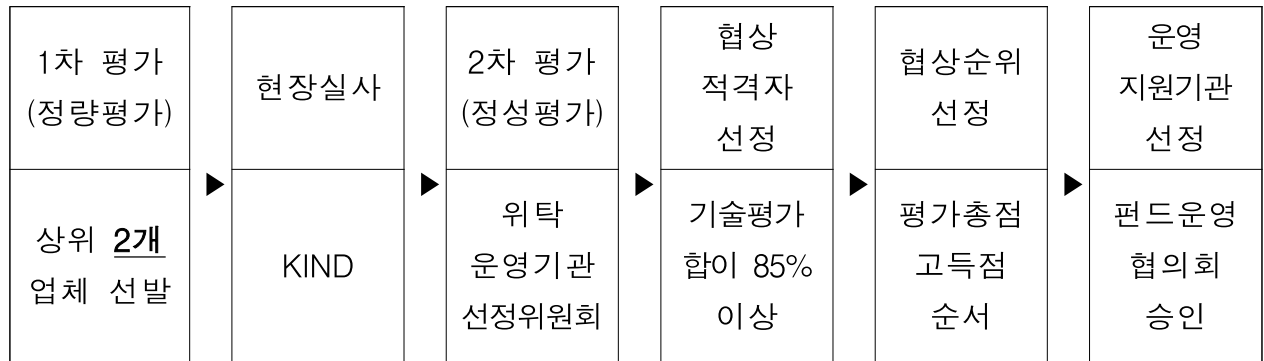 1차 평가
(정량평가)
상위 2개
업체 선발
▶
현장실사
KIND
▶
2차 평가
(정성평가)
위탁
운영기관
선정위원회
▶
협상
적격자
선정
기술평가
합이 85%
이상
▶
협상순위
선정
평가총점
고득점
순서
▶
운영
지원기관
선정
펀드운영
협의회
승인